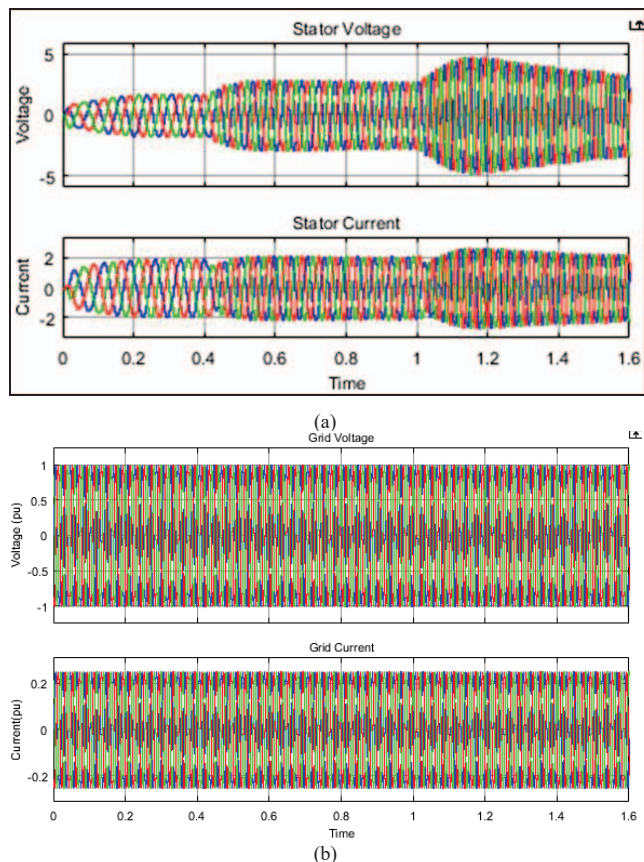 Stator Voltage
5
0
-5
Voltage
Stator Current
2
0
-2
Current
0 0.2 0.4 0.6 0.8 1 1.2 1.4 1.6
Time
(a)
Grid Voltage
1
0.5
0
-0.5
-1
Voltage (pu)
Grid Current
0.2
0
-0.2
Current(pu)
0 0.2 0.4 0.6 0.8 1 1.2 1.4 1.6
Time
(b)